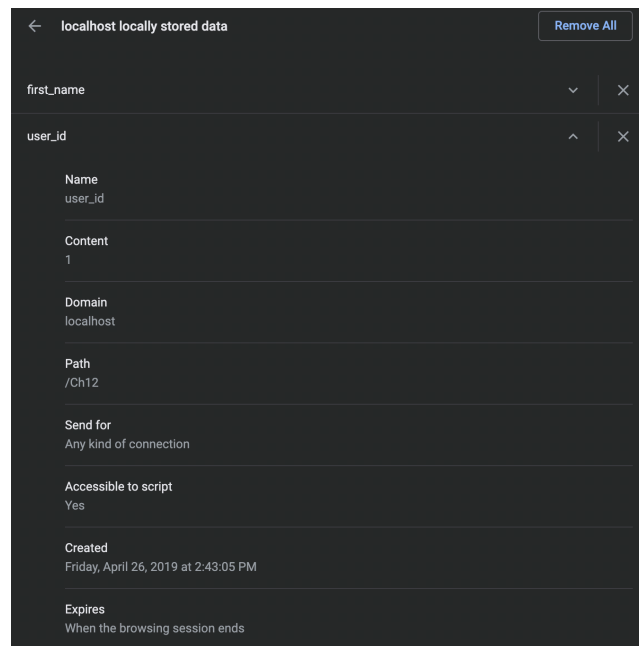 localhost locally stored data
Remove All
first_name
user_id
Name
user_id
Content
1
Domain
localhost
Path
/Ch12
Send for
Any kind of connection
Accessible to script
Yes
Created
Friday, April 26, 2019 at 2:43:05 PM
Expires
When the browsing session ends